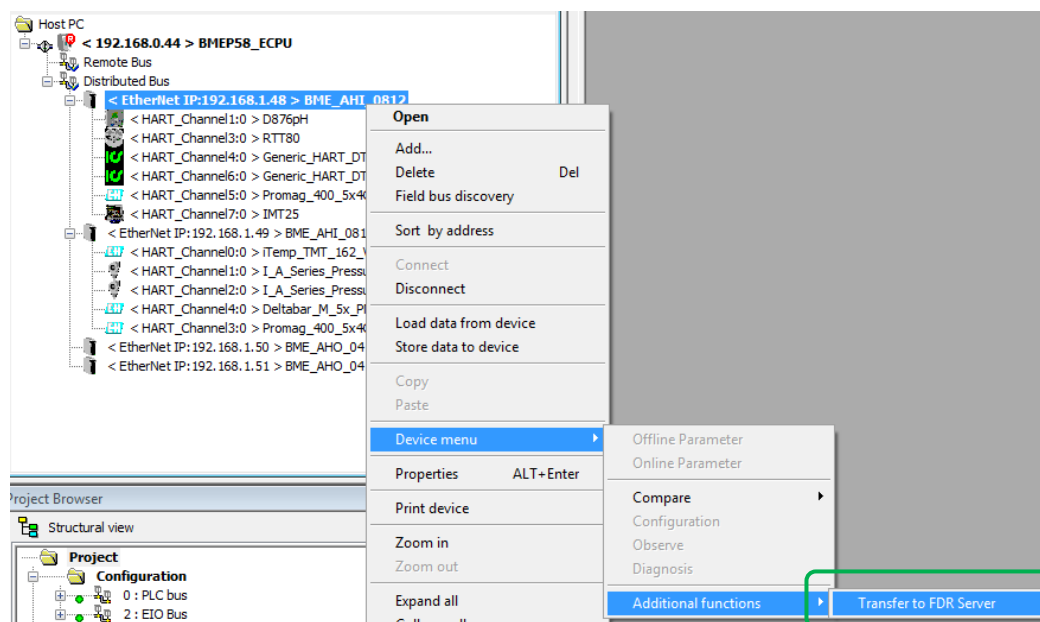 Host PC
< 192.168.0.44 > BMEP58_ECPU
Remote Bus
Distributed Bus
< EtherNet IP:192.168.1.48 > BME_AHI_0812
< HART_Channel1:0 > D876pH
< HART_Channel3:0 > RTT80
< HART_Channel4:0 > Generic_HART_DT
< HART_Channel6:0 > Generic_HART_DT
< HART_Channel5:0 > Promag_400_5x4
< HART_Channel7:0 > IMT25
< EtherNet IP:192.168.1.49 > BME_AHI_081
< HART_Channel0:0 > iTemp_TMT_162_
< HART_Channel1:0 > I_A_Series_Press
< HART_Channel2:0 > I_A_Series_Press
< HART_Channel4:0 > Deltabar_M_5x_P
< HART_Channel3:0 > Promag_400_5x4
< EtherNet IP:192.168.1.50 > BME_AHO_04
< EtherNet IP:192.168.1.51 > BME_AHO_04
Open
Add...
Delete Del
Field bus discovery
Sort by address
Connect
Disconnect
Load data from device
Store data to device
Copy
Paste
Device menu
Properties ALT+Enter
Print device
Zoom in
Zoom out
Expand all
Offline Parameter
Online Parameter
Compare
Configuration
Observe
Diagnosis
Additional functions
Transfer to FDR Server
Project Browser
Structural view
Project
Configuration
0 : PLC bus
2 : EIO Bus